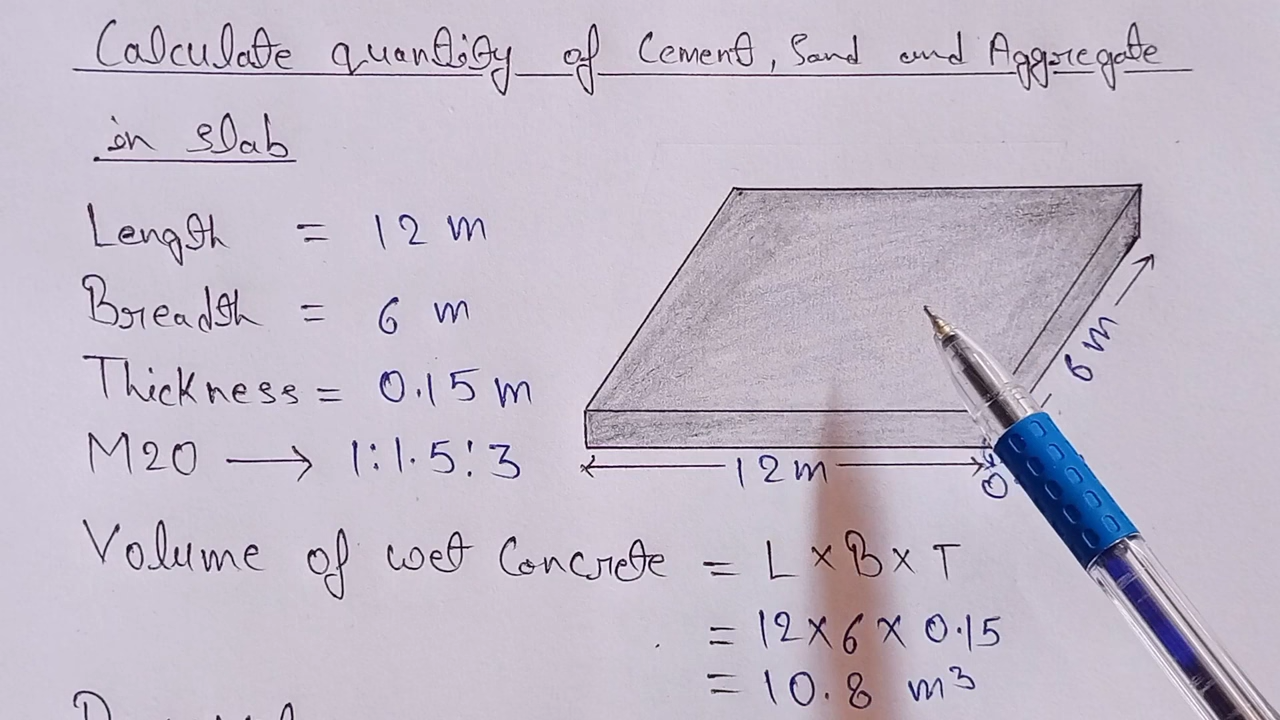 Calculate quantity of Cement, Sand and Aggregate
in Slab
Length = 12 m
Breadth = 6 m
Thickness = 0.15 m
M20 → 1:1.5:3
12 m
6 m
Volume of wet Concrete = L × B × T
= 12 × 6 × 0.15
= 10.8 m³